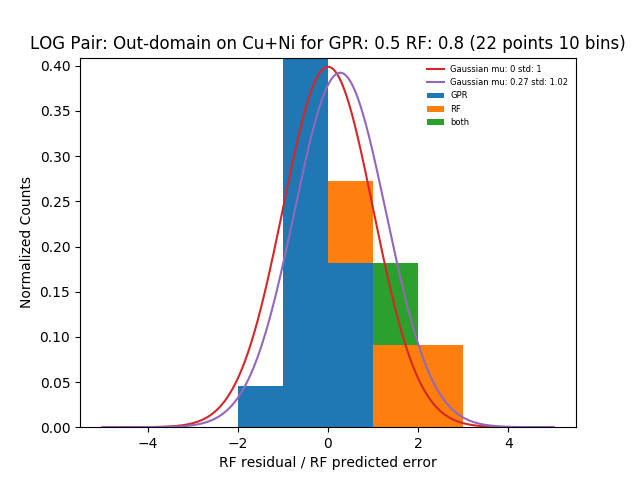 LOG Pair: Out-domain on Cu+Ni for GPR: 0.5 RF: 0.8 (22 points 10 bins)
Gaussian mu: 0 std: 1
Gaussian mu: 0.27 std: 1.02
GPR
RF
both
Normalized Counts
0.40
0.35
0.30
0.25
0.20
0.15
0.10
0.05
0.00
−4 −2 0 2 4
RF residual / RF predicted error